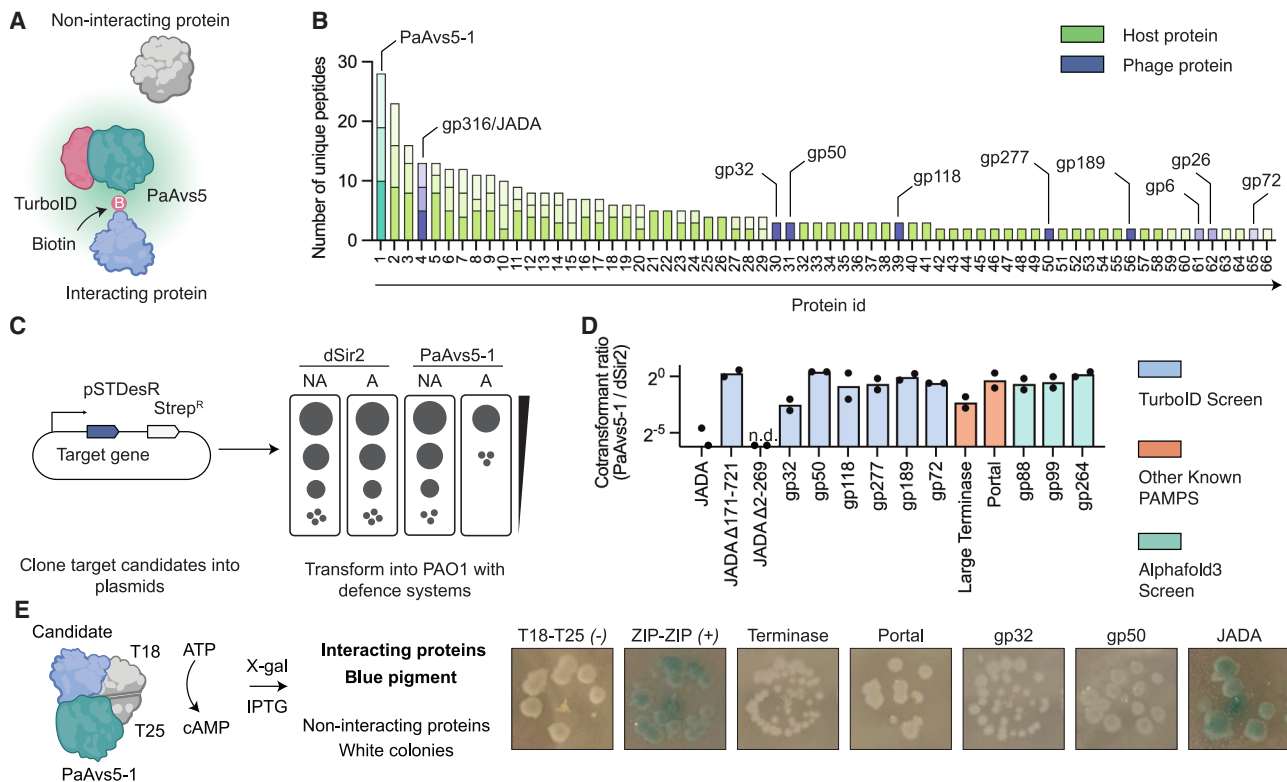 A
Non-interacting protein
TurboID
PaAvs5
B
Biotin
Interacting protein
B
PaAvs5-1
Host protein
Phage protein
Number of unique peptides
30
20
10
0
gp316/JADA
gp32
gp50
gp118
gp277
gp189
gp6
gp26
gp72
1 2 3 4 5 6 7 8 9 10 11 12 13 14 15 16 17 18 19 20 21 22 23 24 25 26 27 28 29 30 31 32 33 34 35 36 37 38 39 40 41 42 43 44 45 46 47 48 49 50 51 52 53 54 55 56 57 58 59 60 61 62 63 64 65 66
Protein id
C
pSTDesR
StrepR
Target gene
Clone target candidates into
plasmids
dSir2 PaAvs5-1
NA A NA A
Transform into PAO1 with
defence systems
D
Cotransformant ratio
(PaAvs5-1 / dSir2)
2^0
2^-5
n.d.
JADA
JADA Δ171-721
JADA Δ2-269
gp32
gp50
gp118
gp277
gp189
gp72
Large Terminase
Portal
gp88
gp99
gp264
TurboID
Screen
Other Known
PAMPS
Alphafold3
Screen
E
Candidate
T18
T25
PaAvs5-1
ATP
cAMP
X-gal
IPTG
Interacting proteins
Blue pigment
Non-interacting proteins
White colonies
T18-T25 (-) ZIP-ZIP (+) Terminase Portal gp32 gp50 JADA